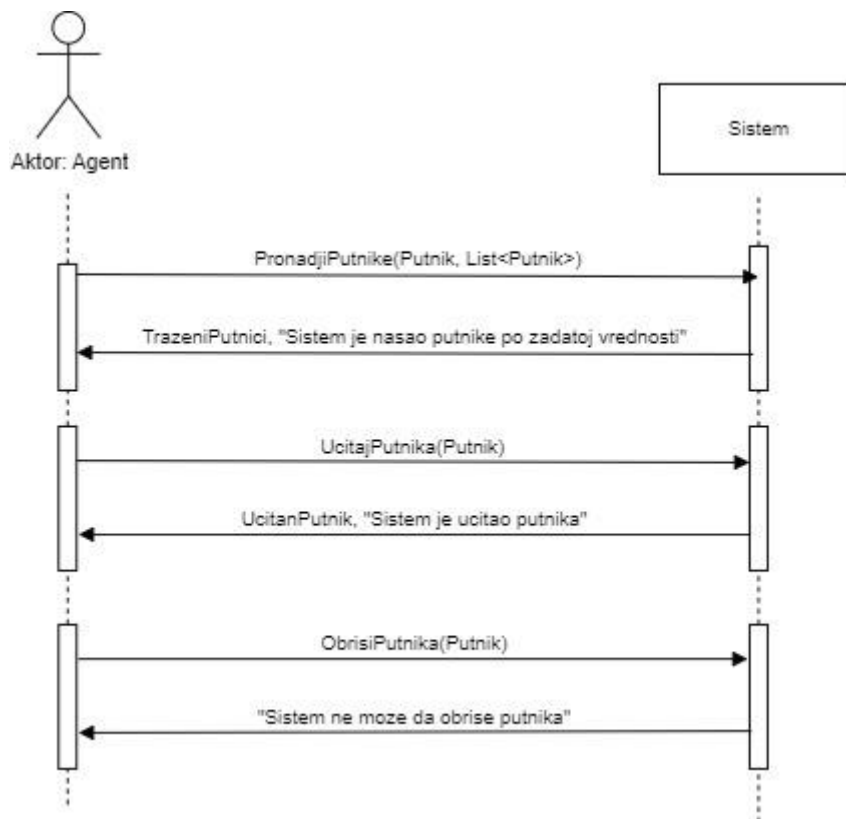 Aktor: Agent
Sistem
PronadjiPutnike(Putnik, List<Putnik>)
TrazeniPutnici, "Sistem je nasao putnike po zadatoj vrednosti"
UcitajPutnika(Putnik)
UcitanPutnik, "Sistem je ucitao putnika"
ObrisiPutnika(Putnik)
"Sistem ne moze da obrise putnika"